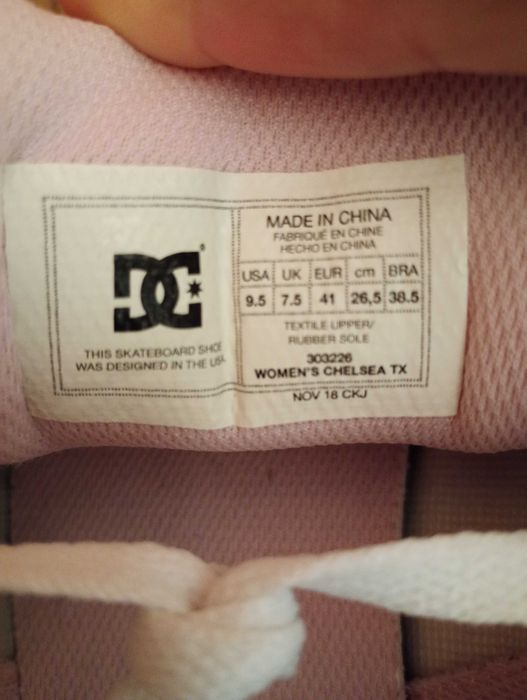 DC
THIS SKATEBOARD SHOE
WAS DESIGNED IN THE USA
MADE IN CHINA
FABRIQUÉ EN CHINE
HECHO EN CHINA
USA UK EUR cm BRA
9.5 7.5 41 26,5 38.5
TEXTILE UPPER/
RUBBER SOLE
303226
WOMEN'S CHELSEA TX
NOV 18 CKJ